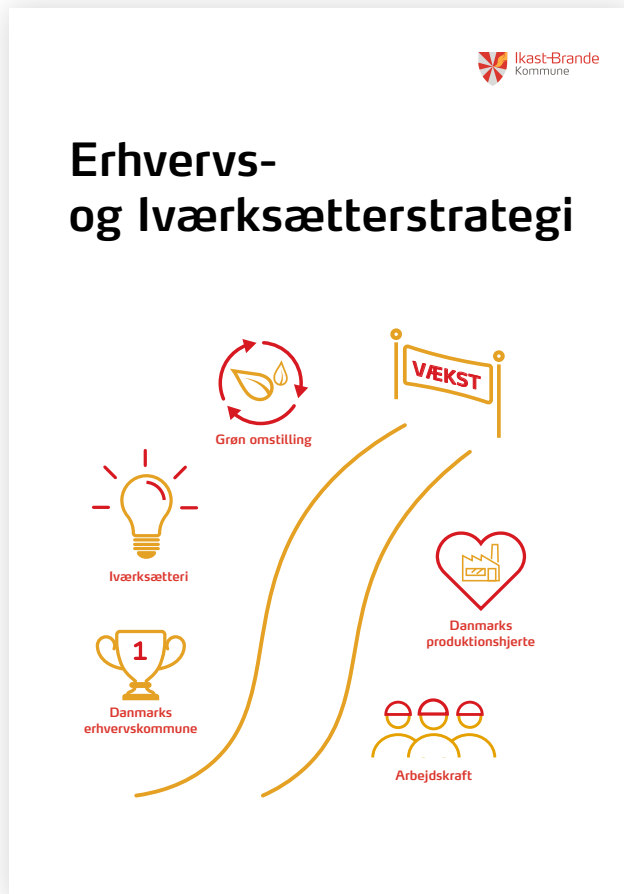 Ikast-Brande
Kommune
Erhvervs-
og Iværksætterstrategi
VÆKST
Grøn omstilling
Iværksætteri
Danmarks
produktionshjerte
1
Danmarks
erhvervskommune
Arbejdskraft